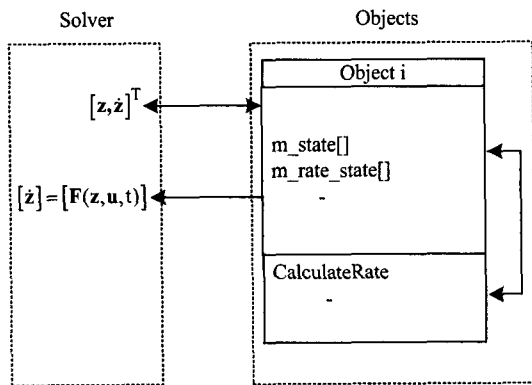 Solver
Objects
Object i
[z,ż]ᵀ
m_state[]
m_rate_state[]
[ż]=[F(z,u,t)]
-
CalculateRate
-